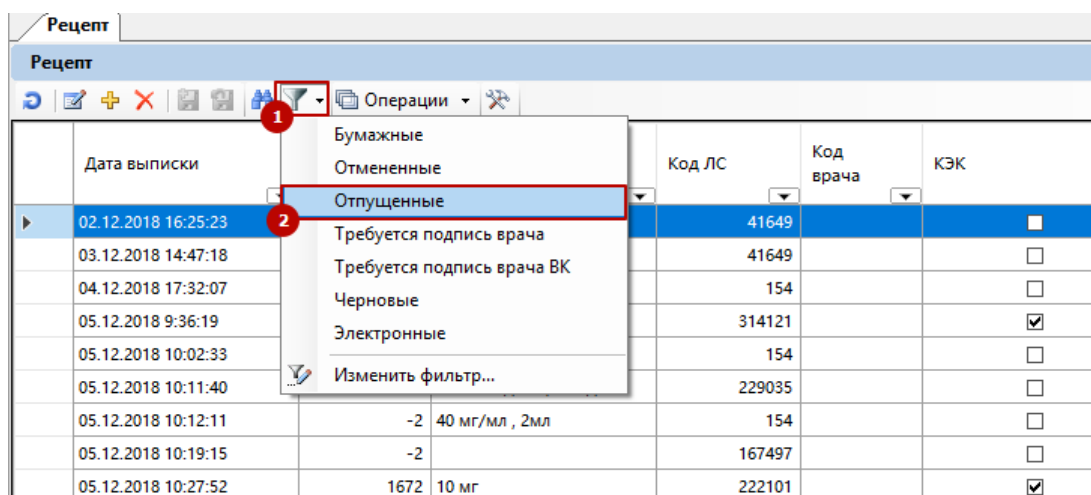 Рецепт
Рецепт
Операции
1
Бумажные
Отмененные
Отпущенные
2
Требуется подпись врача
Требуется подпись врача ВК
Черновые
Электронные
Изменить фильтр...
Дата выписки Код ЛС Код врача КЭК
02.12.2018 16:25:23 41649
03.12.2018 14:47:18 41649
04.12.2018 17:32:07 154
05.12.2018 9:36:19 314121
05.12.2018 10:02:33 154
05.12.2018 10:11:40 229035
05.12.2018 10:12:11 -2 40 мг/мл , 2мл 154
05.12.2018 10:19:15 -2 167497
05.12.2018 10:27:52 1672 10 мг 222101